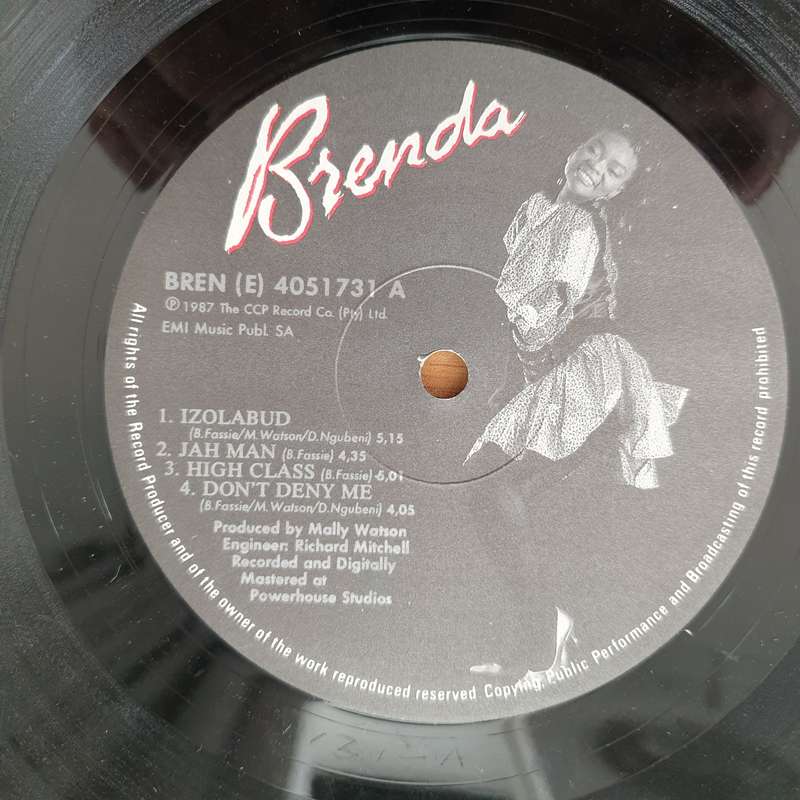 Brenda
BREN (E) 4051731 A
℗ 1987 The CCP Record Co. (Pty) Ltd.
EMI Music Publ. SA
1. IZOLABUD
(B.Fassie/M.Watson/D.Ngubeni) 5,15
2. JAH MAN (B.Fassie) 4,35
3. HIGH CLASS (B.Fassie) 5,01
4. DON'T DENY ME
(B.Fassie/M.Watson/D.Ngubeni) 4,05
Produced by Mally Watson
Engineer: Richard Mitchell
Recorded and Digitally
Mastered at
Powerhouse Studios
All rights of the Record Producer and of the owner of the work reproduced reserved. Copying, Public Performance and Broadcasting of this record prohibited